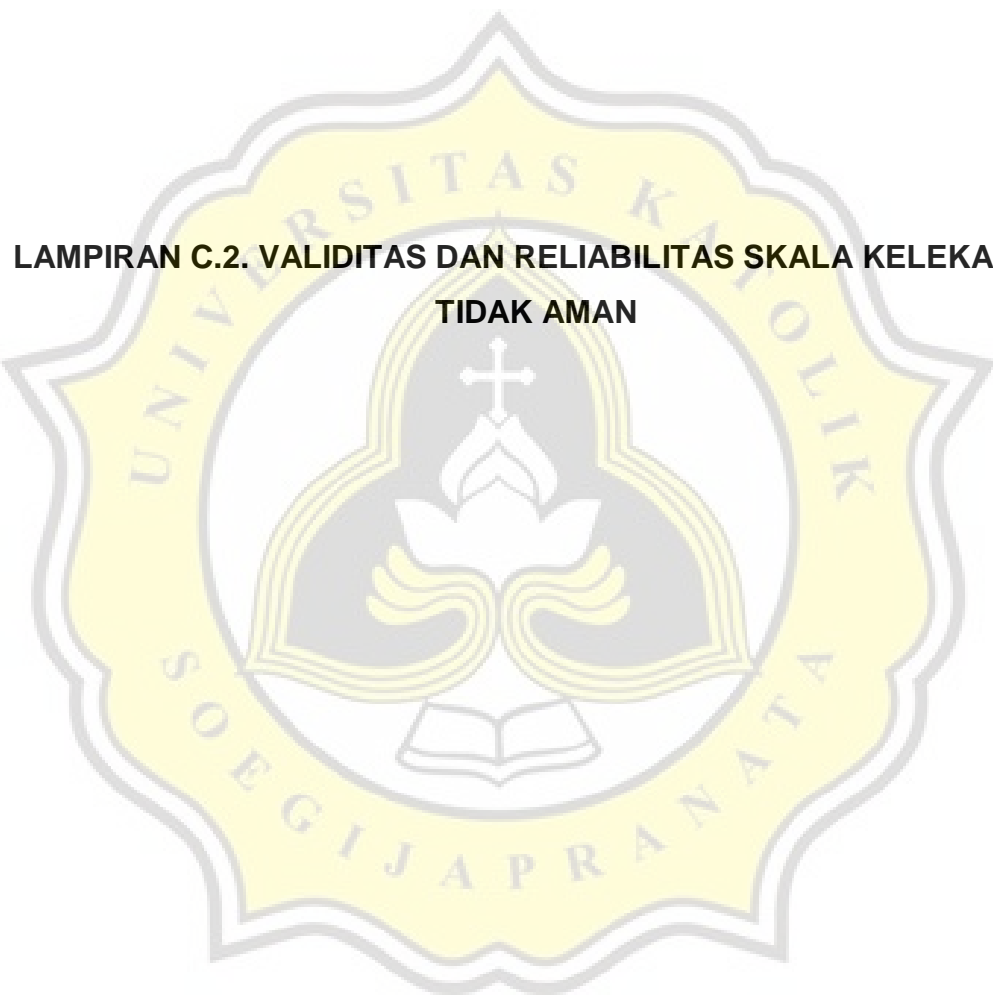 LAMPIRAN C.2. VALIDITAS DAN RELIABILITAS SKALA KELEKA
TIDAK AMAN
UNIVERSITAS KATOLIK
SOEGIJAPRANATA